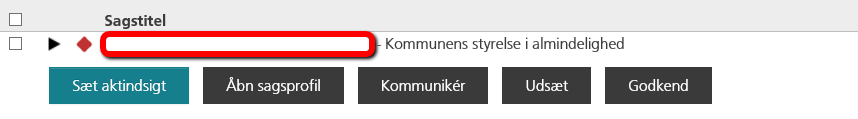 Sagstitel
- Kommunens styrelse i almindelighed
Sæt aktindsigt Åbn sagsprofil Kommunikér Udsæt Godkend